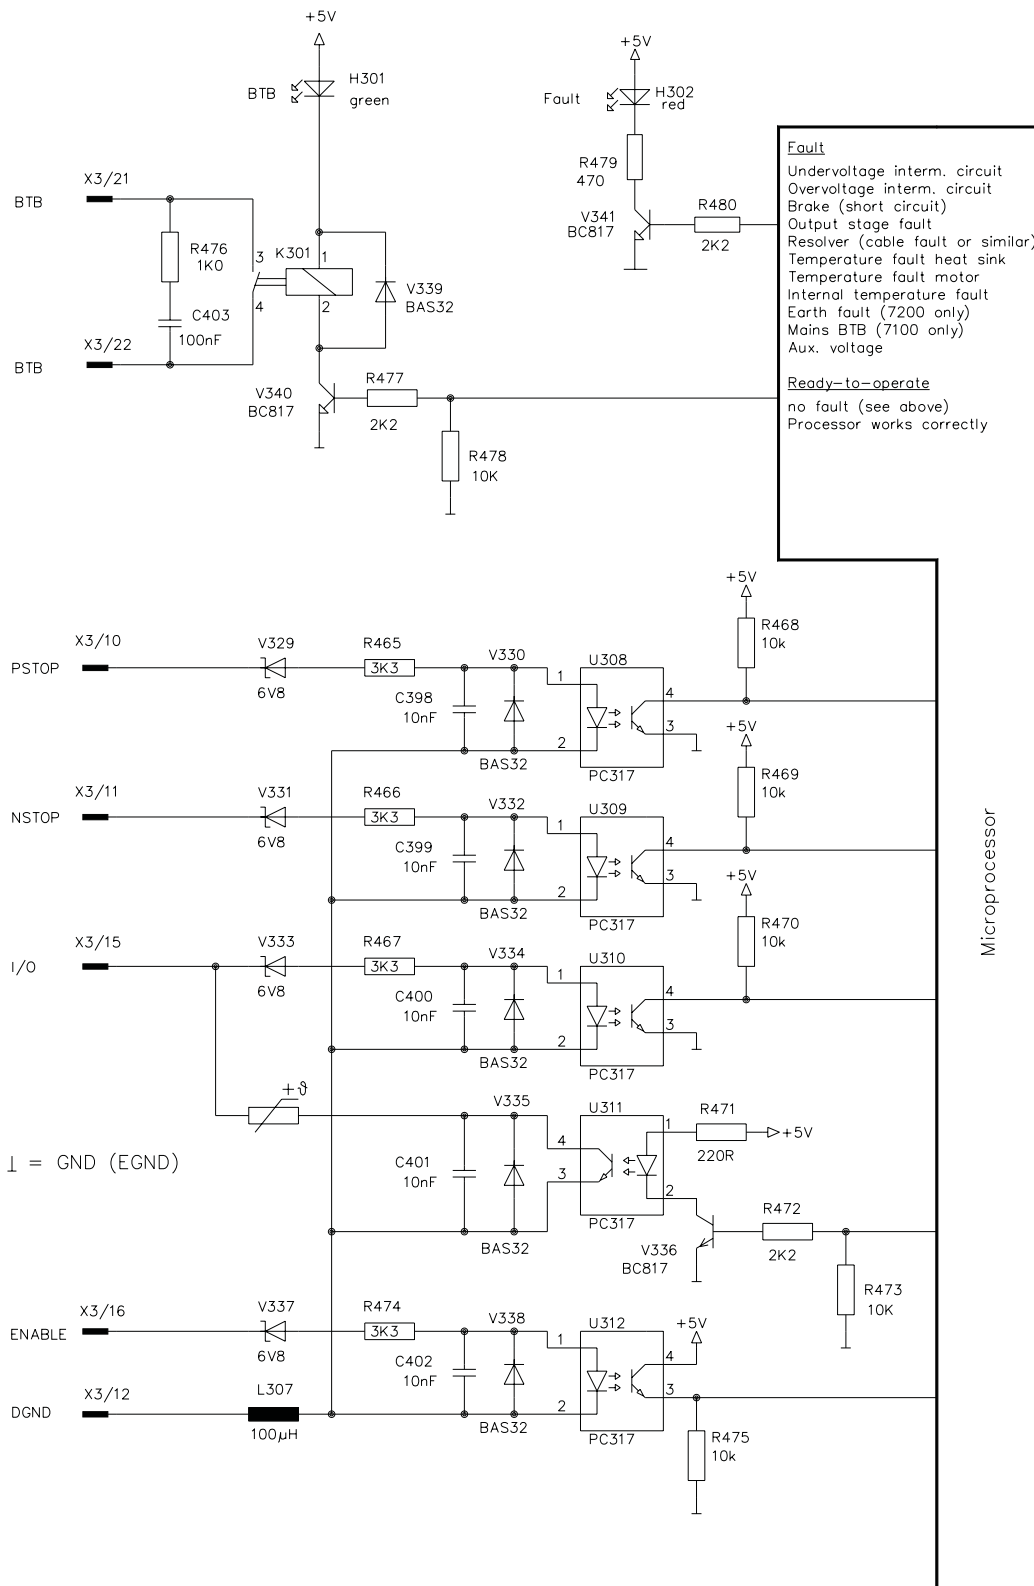 +5V
H301
green
BTB
+5V
H302
red
Fault
R479
470
V341
BC817
R480
2K2
Fault
Undervoltage interm. circuit
Overvoltage interm. circuit
Brake (short circuit)
Output stage fault
Resolver (cable fault or similar)
Temperature fault heat sink
Temperature fault motor
Internal temperature fault
Earth fault (7200 only)
Mains BTB (7100 only)
Aux. voltage
Ready-to-operate
no fault (see above)
Processor works correctly
BTB
X3/21
R476
1K0
C403
100nF
K301
3
4
1
2
V339
BAS32
BTB
X3/22
V340
BC817
R477
2K2
R478
10K
Microprocessor
PSTOP
X3/10
V329
6V8
R465
3K3
C398
10nF
V330
BAS32
1
2
U308
PC317
4
3
+5V
R468
10k
NSTOP
X3/11
V331
6V8
R466
3K3
C399
10nF
V332
BAS32
1
2
U309
PC317
4
3
+5V
R469
10k
I/O
X3/15
V333
6V8
R467
3K3
C400
10nF
V334
BAS32
1
2
U310
PC317
4
3
+5V
R470
10k
+ϑ
⊥ = GND (EGND)
C401
10nF
V335
BAS32
4
3
U311
PC317
1
2
R471
220R
+5V
V336
BC817
R472
2K2
R473
10K
ENABLE
X3/16
V337
6V8
R474
3K3
C402
10nF
V338
BAS32
1
2
U312
PC317
4
3
+5V
R475
10k
DGND
X3/12
L307
100µH